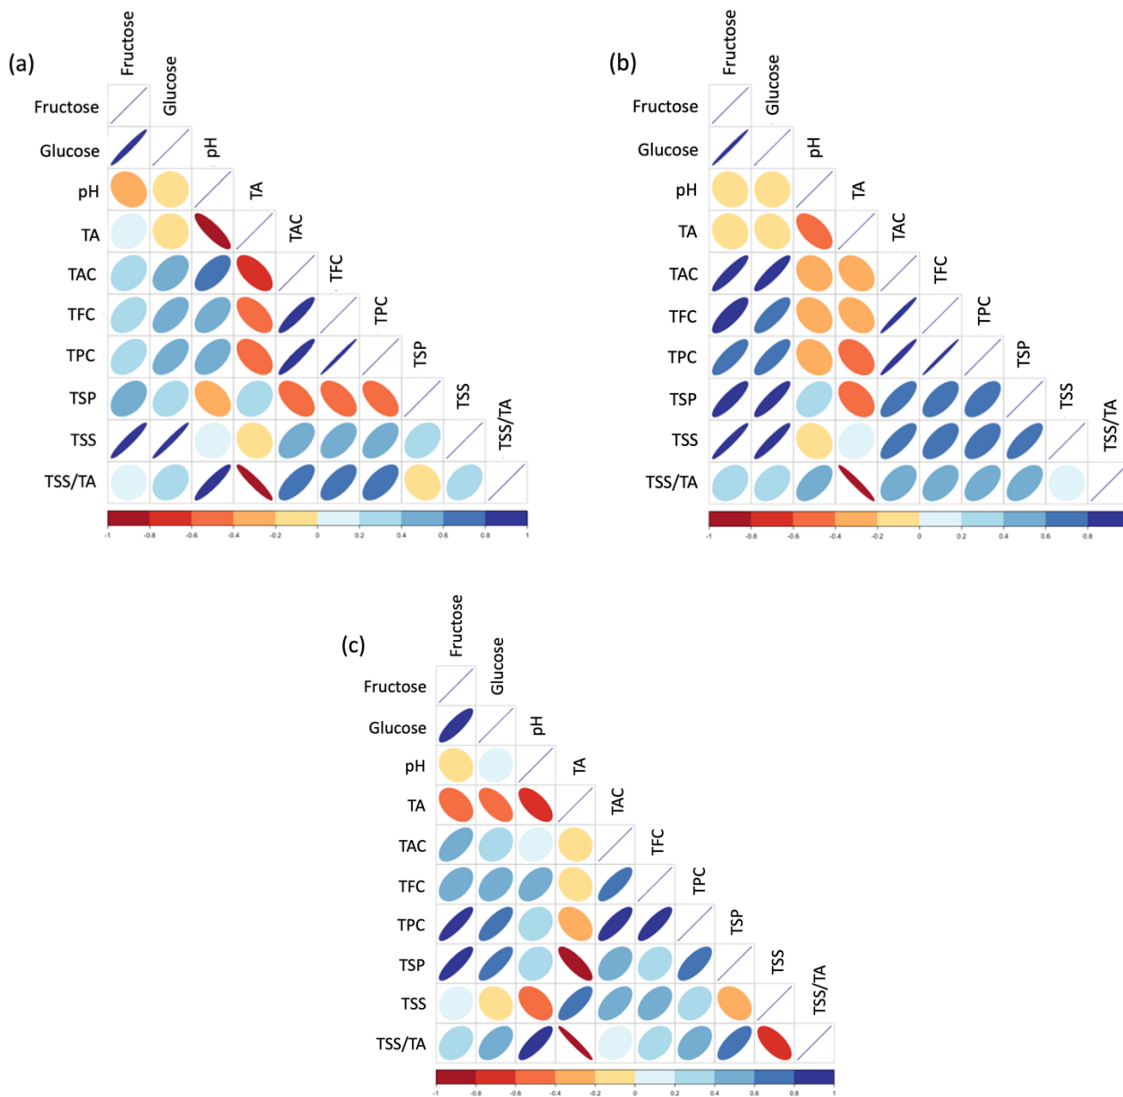 (a)
Fructose
Fructose
Glucose
Glucose
pH
pH
TA
TA
TAC
TAC
TFC
TFC
TPC
TPC
TSP
TSP
TSS
TSS
TSS/TA
TSS/TA
-1 -0.8 -0.6 -0.4 -0.2 0 0.2 0.4 0.6 0.8 1
(b)
Fructose
Fructose
Glucose
Glucose
pH
pH
TA
TA
TAC
TAC
TFC
TFC
TPC
TPC
TSP
TSP
TSS
TSS
TSS/TA
TSS/TA
-1 -0.8 -0.6 -0.4 -0.2 0 0.2 0.4 0.6 0.8
(c)
Fructose
Fructose
Glucose
Glucose
pH
pH
TA
TA
TAC
TAC
TFC
TFC
TPC
TPC
TSP
TSP
TSS
TSS
TSS/TA
TSS/TA
-1 -0.8 -0.6 -0.4 -0.2 0 0.2 0.4 0.6 0.8 1